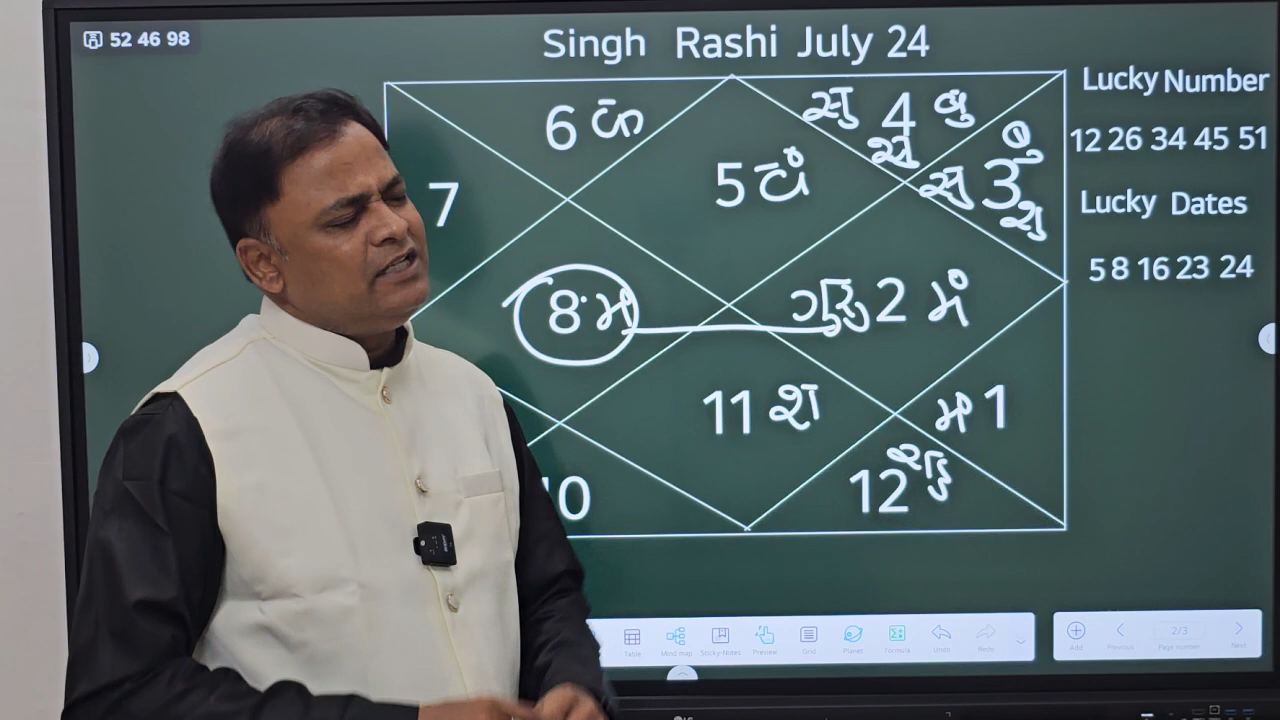 52 46 98
Singh Rashi July 24
Lucky Number
12 26 34 45 51
Lucky Dates
5 8 16 23 24
6 के
सु 4 बु
शु
5 चं
सु 3 बु
शु
7
8 म
गुरु 2 मं
11 श
मं 1
12 राहु
10
Table
Mind map
Sticky-Notes
Preview
Grid
Planet
Formula
Undo
Redo
Add
Previous
2/3
Page number
Next
LG